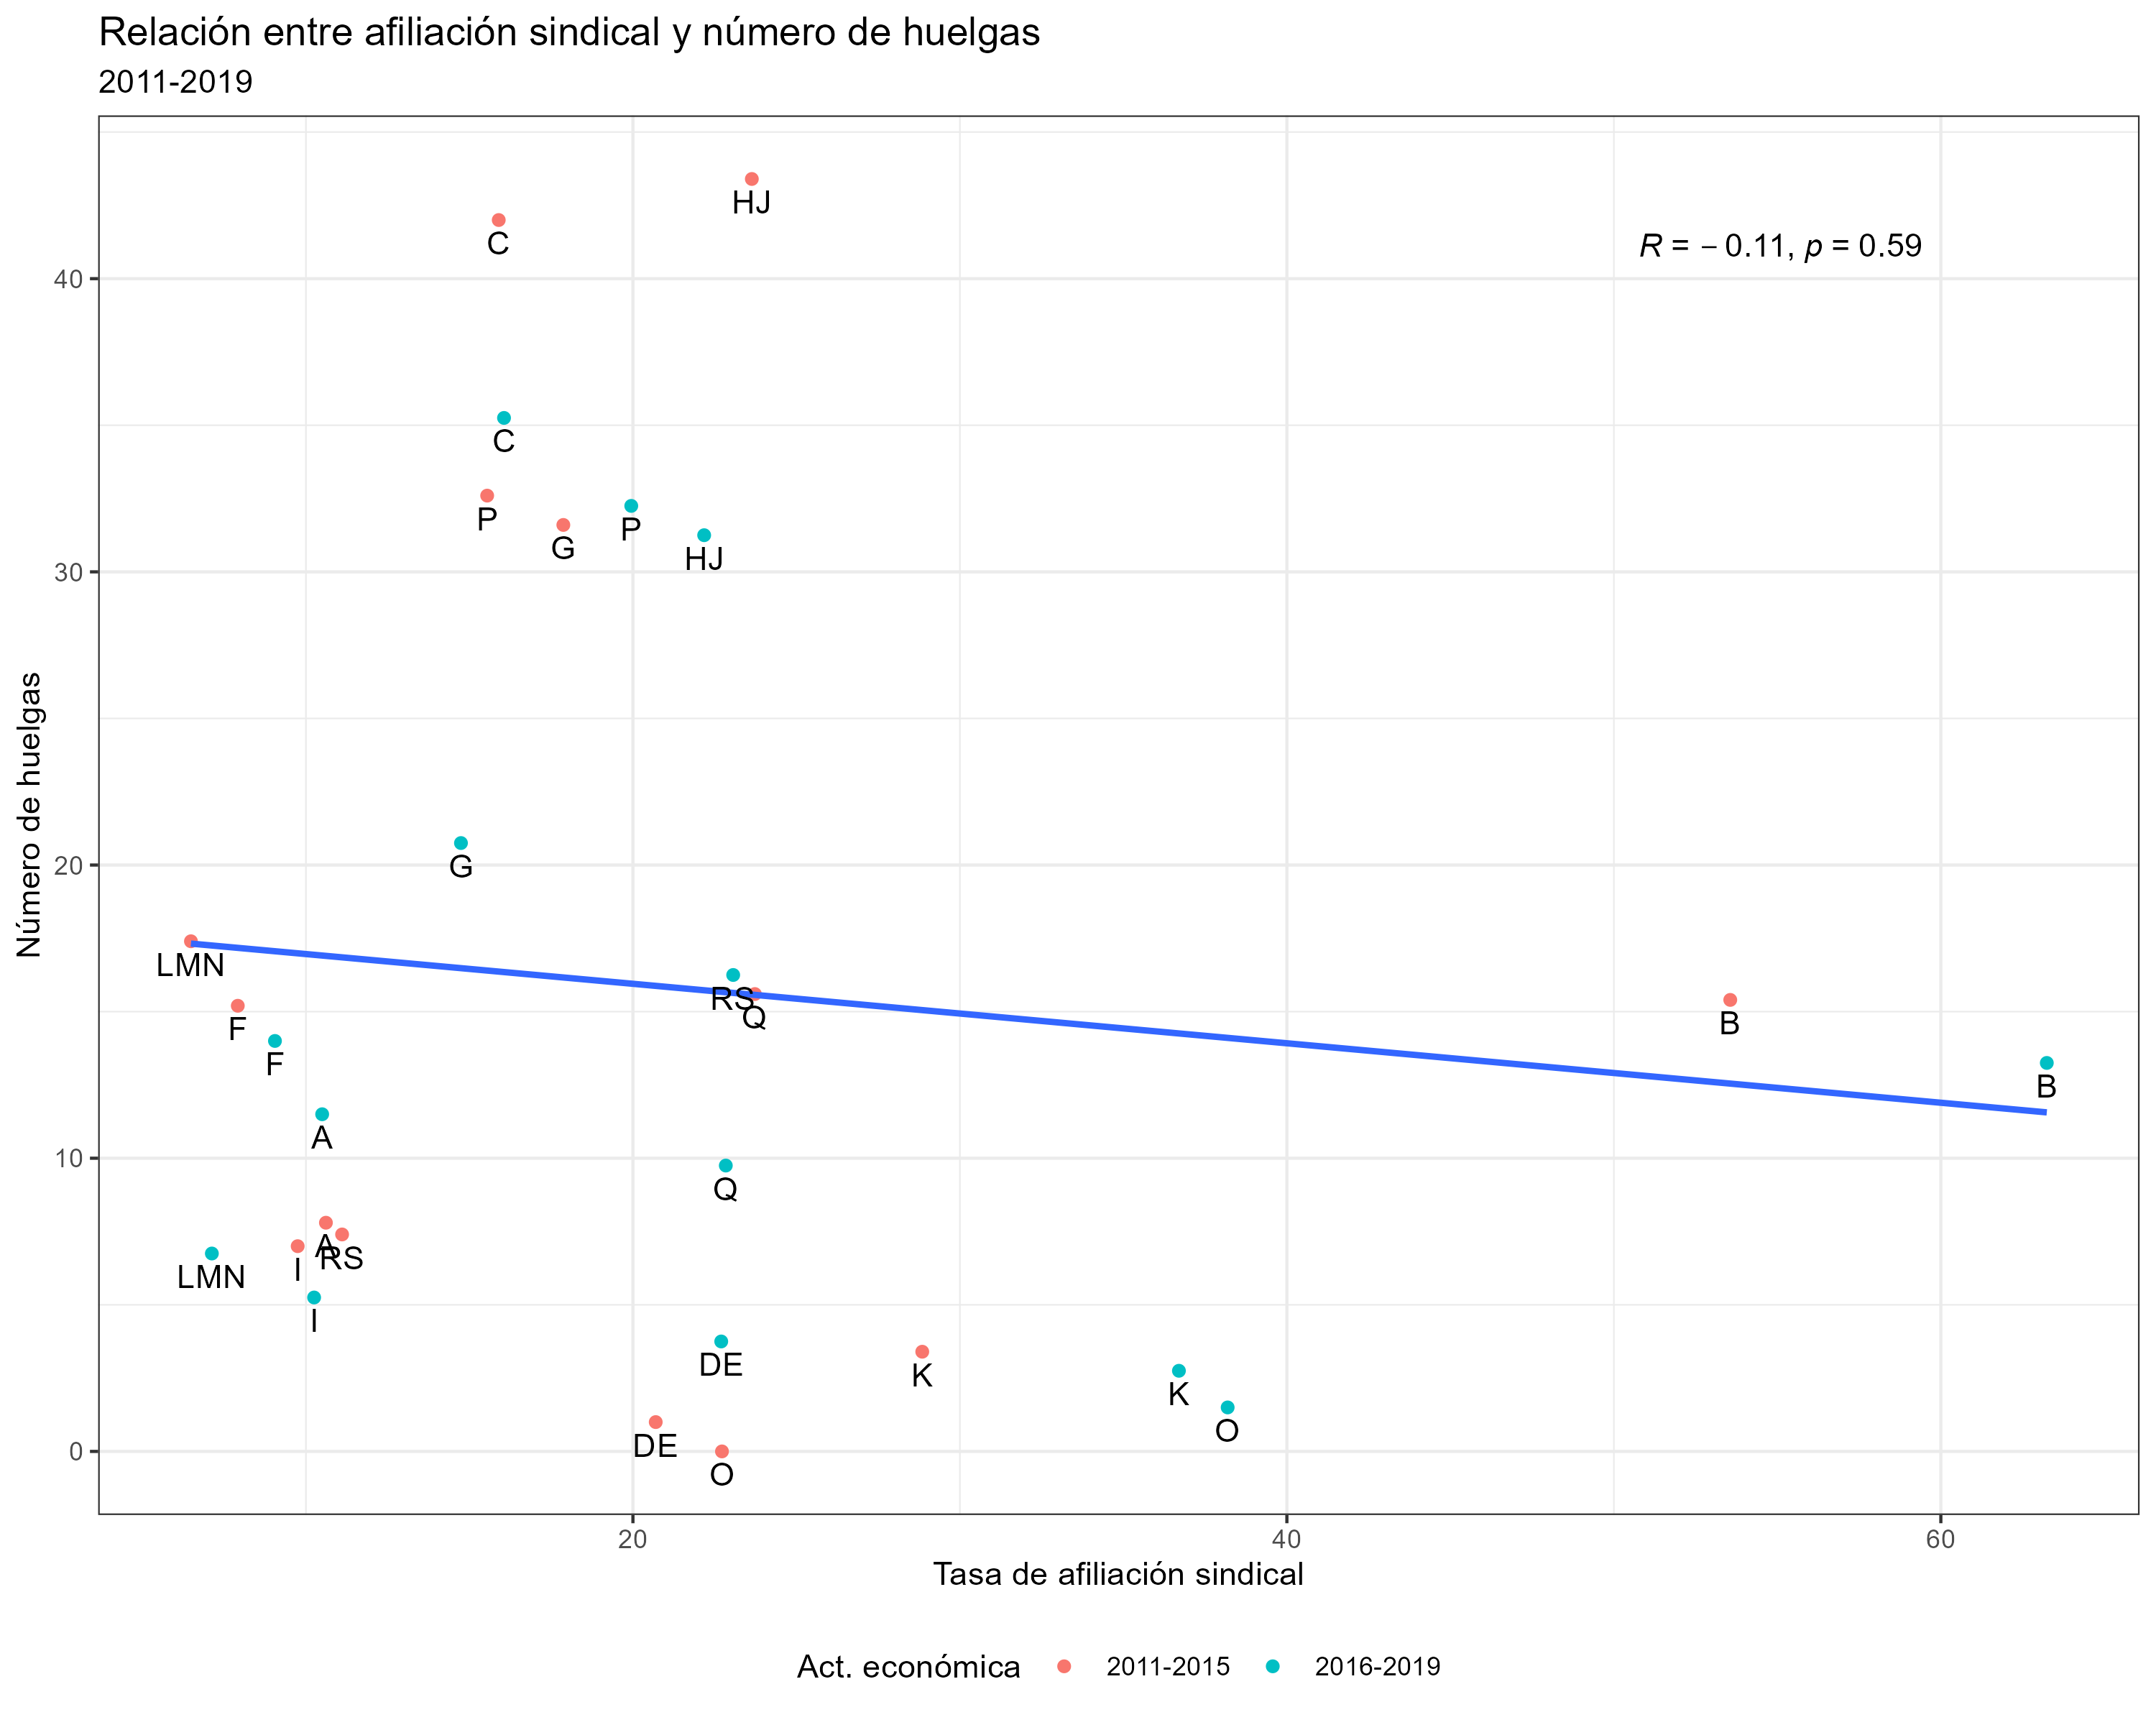 Relación entre afiliación sindical y número de huelgas
2011-2019
HJ
C
R = − 0.11, p = 0.59
40
C
P
P
G
HJ
30
Número de huelgas
G
20
LMN
RS
Q
F
B
F
B
A
10
Q
A
RS
I
LMN
I
DE
K
K
O
DE
0
O
20
40
60
Tasa de afiliación sindical
Act. económica
2011-2015
2016-2019